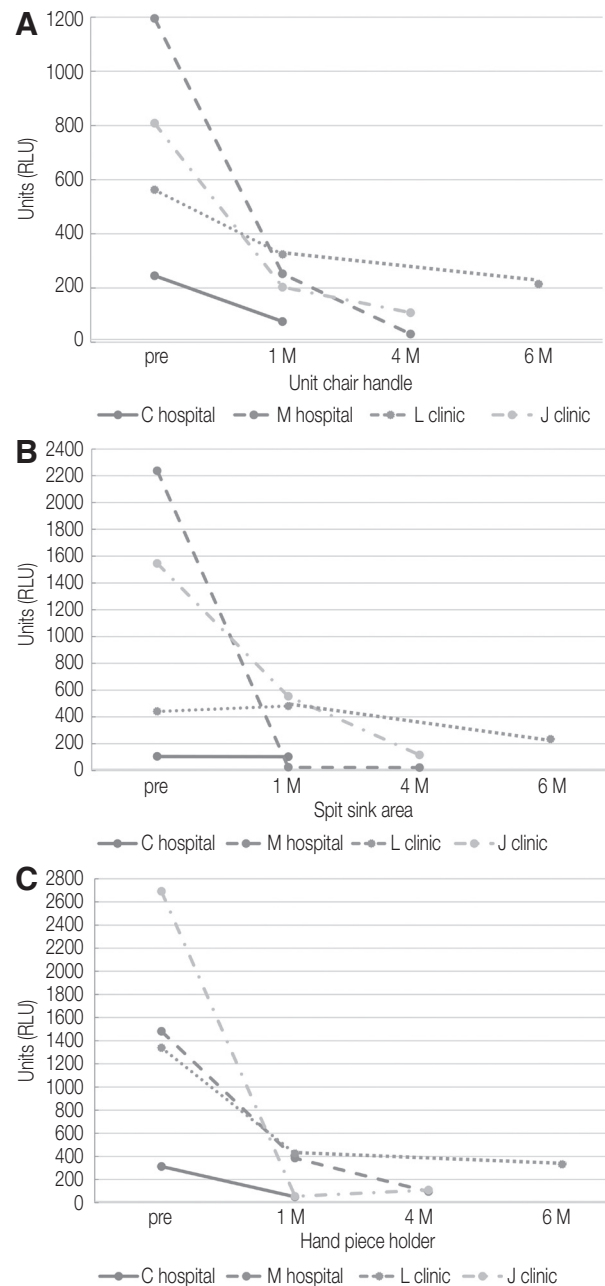 A
1200
1000
800
600
400
200
0
Units (RLU)
pre 1 M 4 M 6 M
Unit chair handle
C hospital M hospital L clinic J clinic
B
2400
2200
2000
1800
1600
1400
1200
1000
800
600
400
200
0
Units (RLU)
pre 1 M 4 M 6 M
Spit sink area
C hospital M hospital L clinic J clinic
C
2800
2600
2400
2200
2000
1800
1600
1400
1200
1000
800
600
400
200
0
Units (RLU)
pre 1 M 4 M 6 M
Hand piece holder
C hospital M hospital L clinic J clinic